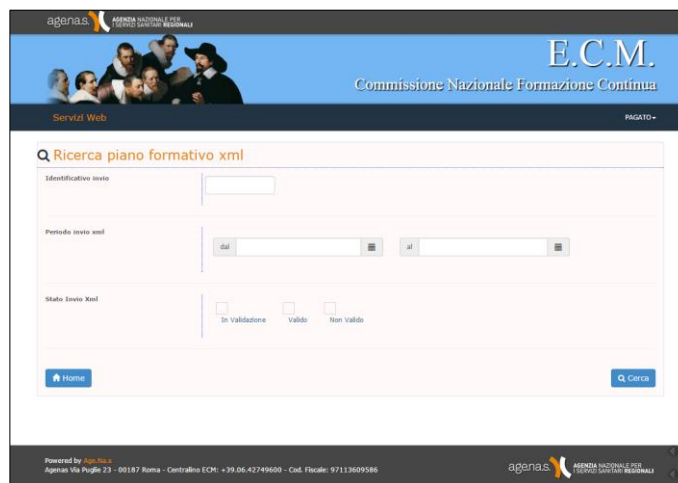 agenas. AGENZIA NAZIONALE PER
I SERVIZI SANITARI REGIONALI
E.C.M.
Commissione Nazionale Formazione Continua
Servizi Web
PAGATO
Ricerca piano formativo xml
Identificativo invio
Periodo invio xml
dal
al
Stato Invio Xml
In Validazione Valido Non Valido
Home
Cerca
Powered by Age.Na.s
Agenas Via Puglie 23 - 00187 Roma - Centralino ECM: +39.06.42749600 - Cod. Fiscale: 97113609586
agenas. AGENZIA NAZIONALE PER
I SERVIZI SANITARI REGIONALI